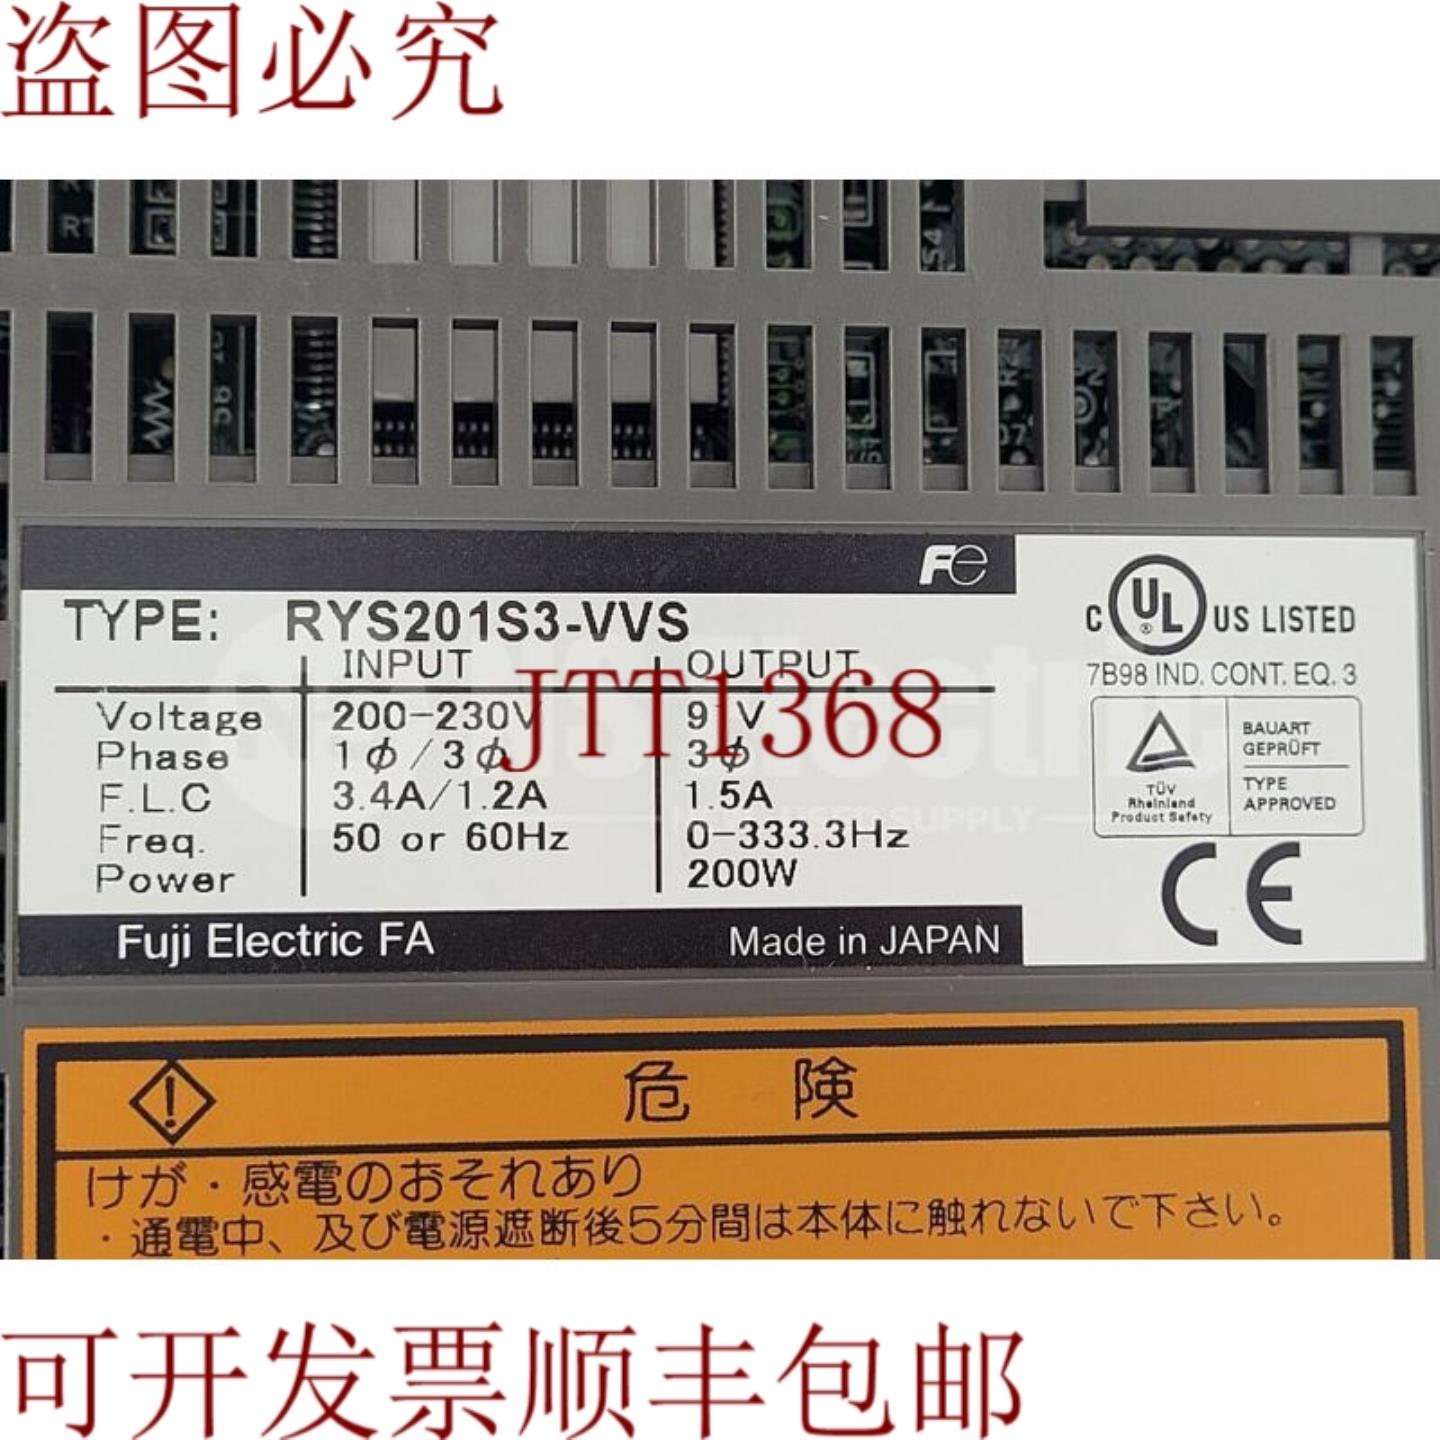 盗图必究
Fe
TYPE: RYS201S3-VVS
INPUT OUTPUT
Voltage 200-230V 91V
Phase 1φ/3φ 3φ
F.L.C 3.4A/1.2A 1.5A
Freq. 50 or 60Hz 0-333.3Hz
Power 200W
JTT1368
Fuji Electric FA Made in JAPAN
C UL ® US LISTED
7B98 IND. CONT. EQ. 3
TÜV
Rheinland
Product Safety
BAUART
GEPRÜFT
TYPE
APPROVED
CE
危険
けが・感電のおそれあり
・通電中、及び電源遮断後5分間は本体に触れないで下さい。
可开发票顺丰包邮